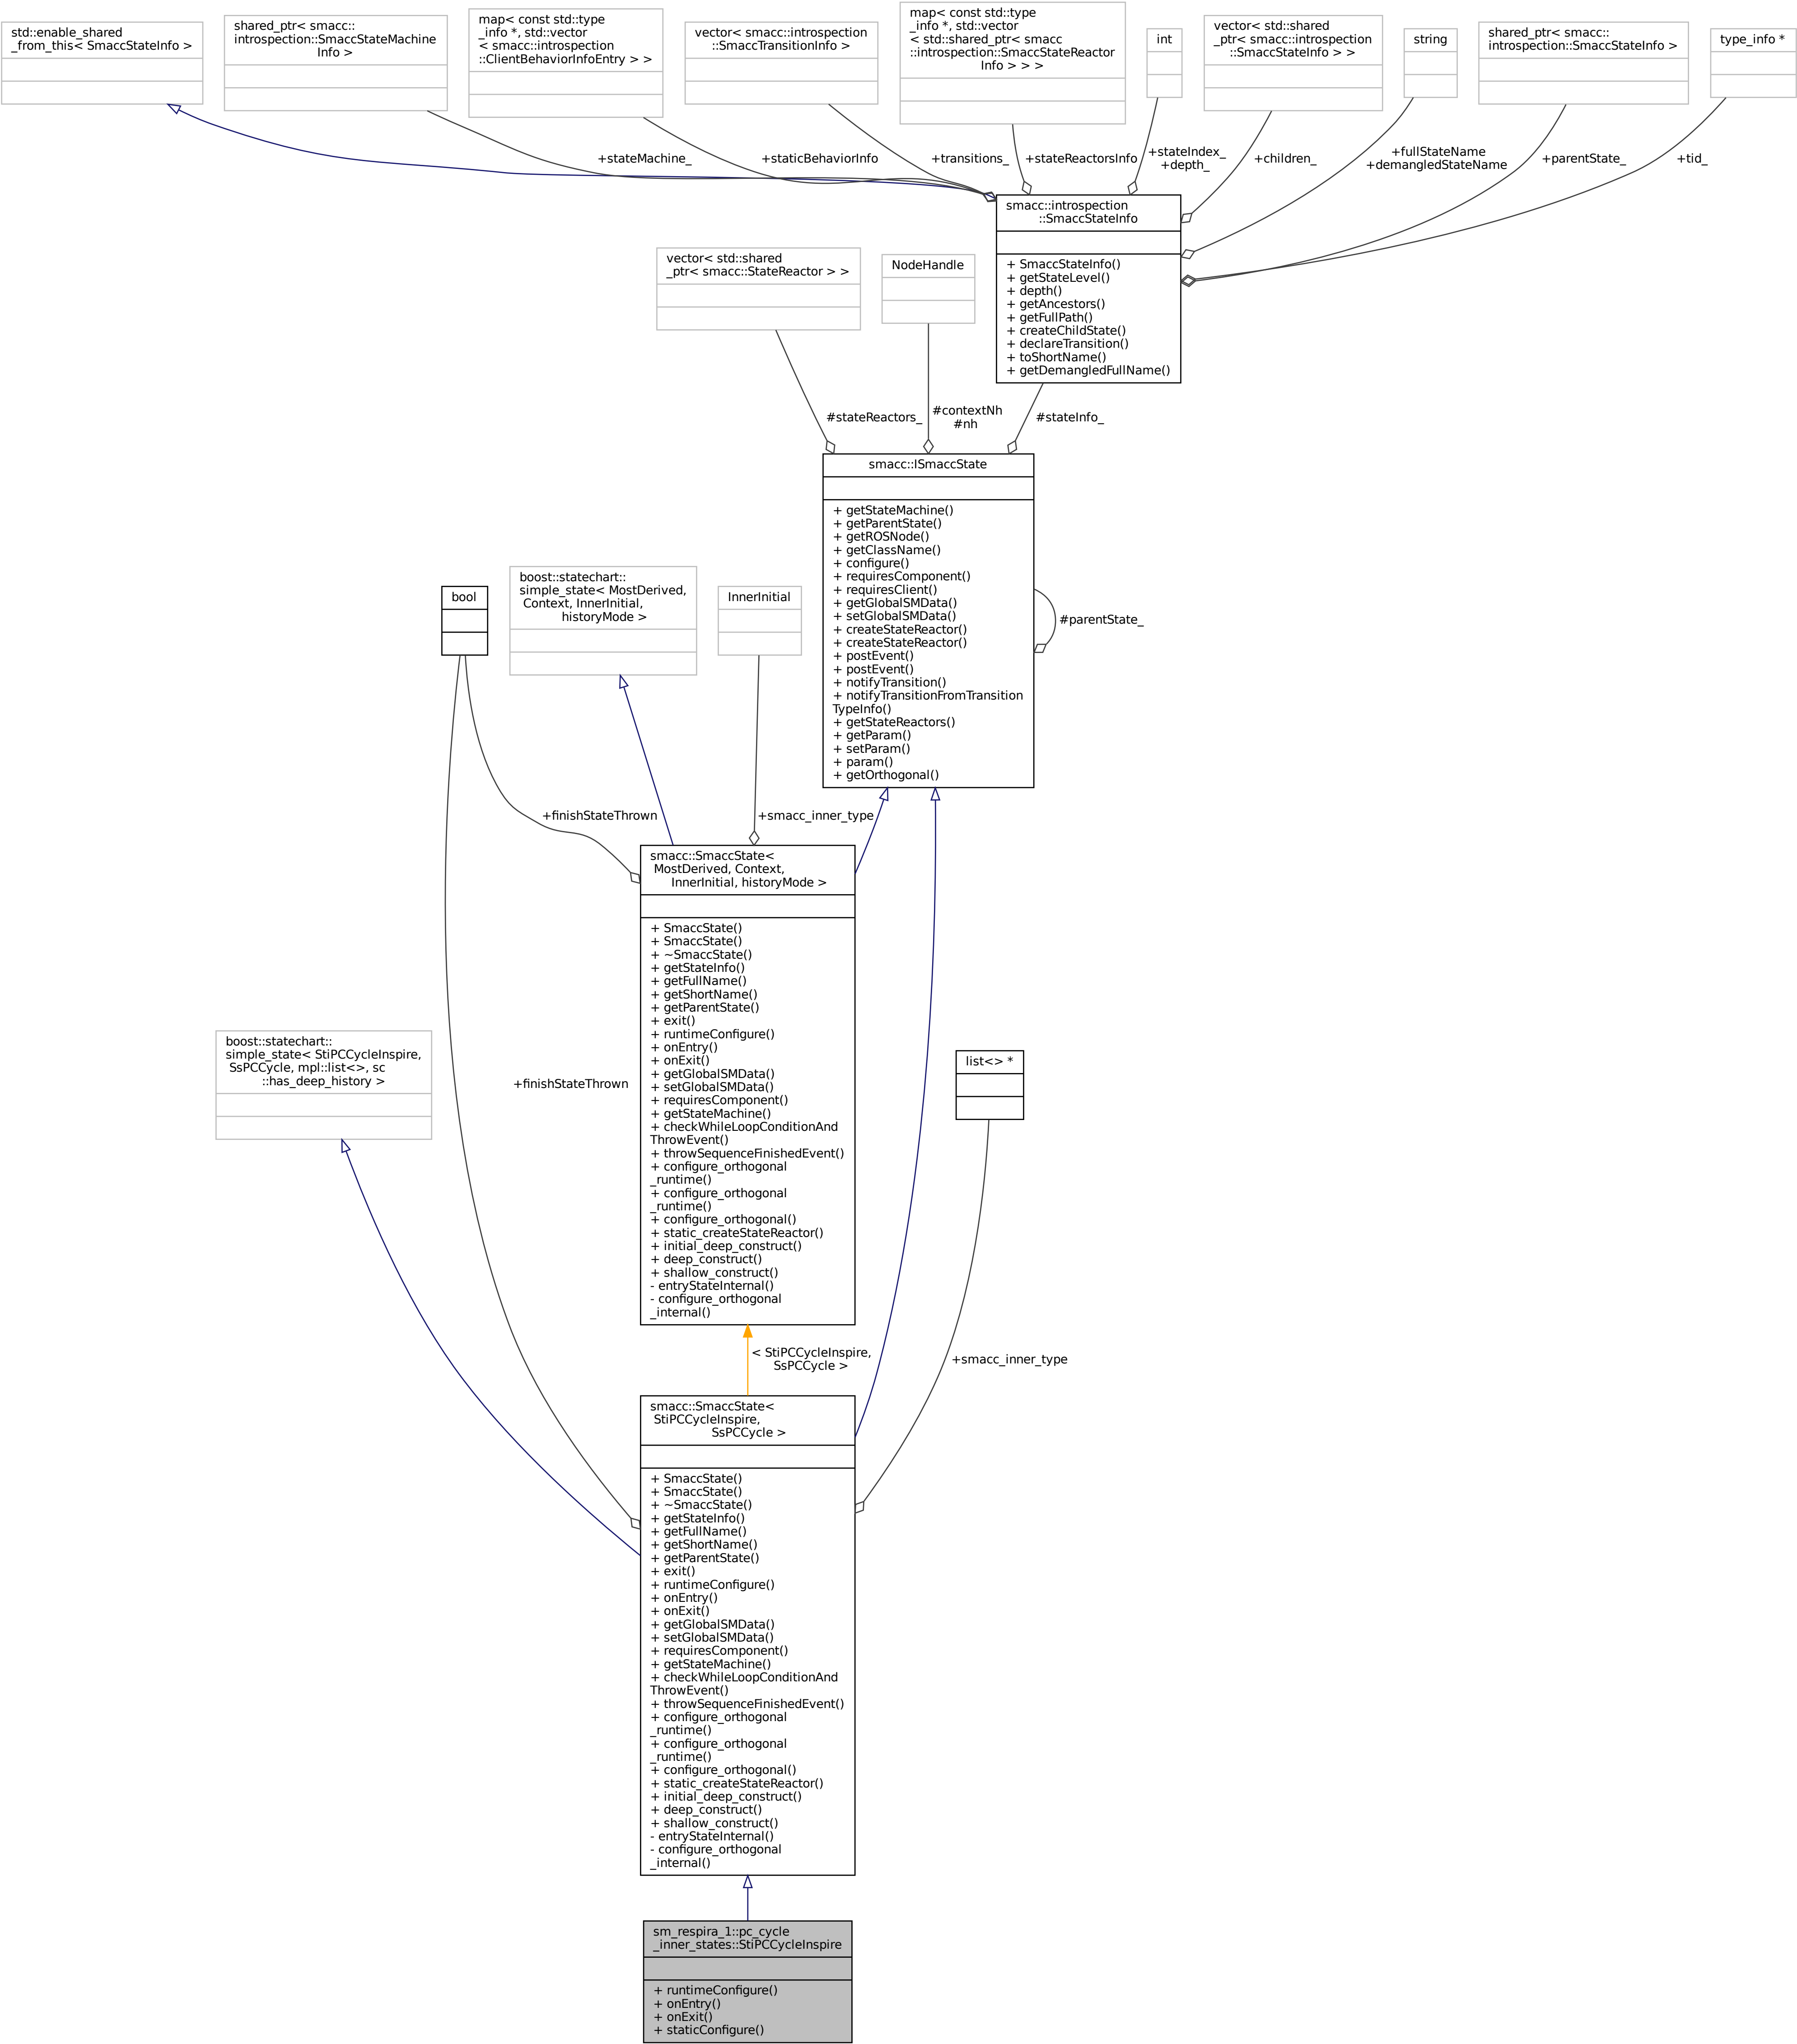 std::enable_shared
_from_this< SmaccStateInfo >
shared_ptr< smacc::
introspection::SmaccStateMachine
Info >
map< const std::type
_info *, std::vector
< smacc::introspection
::ClientBehaviorInfoEntry > >
vector< smacc::introspection
::SmaccTransitionInfo >
map< const std::type
_info *, std::vector
< std::shared_ptr< smacc
::introspection::SmaccStateReactor
Info > > >
int
vector< std::shared
_ptr< smacc::introspection
::SmaccStateInfo > >
string
shared_ptr< smacc::
introspection::SmaccStateInfo >
type_info *
+stateMachine_
+staticBehaviorInfo
+transitions_
+stateReactorsInfo
+stateIndex_
+depth_
+children_
+fullStateName
+demangledStateName
+parentState_
+tid_
smacc::introspection
::SmaccStateInfo
+ SmaccStateInfo()
+ getStateLevel()
+ depth()
+ getAncestors()
+ getFullPath()
+ createChildState()
+ declareTransition()
+ toShortName()
+ getDemangledFullName()
vector< std::shared
_ptr< smacc::StateReactor > >
NodeHandle
#stateReactors_
#contextNh
#nh
#stateInfo_
smacc::ISmaccState
+ getStateMachine()
+ getParentState()
+ getROSNode()
+ getClassName()
+ configure()
+ requiresComponent()
+ requiresClient()
+ getGlobalSMData()
+ setGlobalSMData()
+ createStateReactor()
+ createStateReactor()
+ postEvent()
+ postEvent()
+ notifyTransition()
+ notifyTransitionFromTransition
TypeInfo()
+ getStateReactors()
+ getParam()
+ setParam()
+ param()
+ getOrthogonal()
#parentState_
bool
boost::statechart::
simple_state< MostDerived,
Context, InnerInitial,
historyMode >
InnerInitial
+finishStateThrown
+smacc_inner_type
smacc::SmaccState<
MostDerived, Context,
InnerInitial, historyMode >
+ SmaccState()
+ SmaccState()
+ ~SmaccState()
+ getStateInfo()
+ getFullName()
+ getShortName()
+ getParentState()
+ exit()
+ runtimeConfigure()
+ onEntry()
+ onExit()
+ getGlobalSMData()
+ setGlobalSMData()
+ requiresComponent()
+ getStateMachine()
+ checkWhileLoopConditionAnd
ThrowEvent()
+ throwSequenceFinishedEvent()
+ configure_orthogonal
_runtime()
+ configure_orthogonal
_runtime()
+ configure_orthogonal()
+ static_createStateReactor()
+ initial_deep_construct()
+ deep_construct()
+ shallow_construct()
- entryStateInternal()
- configure_orthogonal
_internal()
boost::statechart::
simple_state< StiPCCycleInspire,
SsPCCycle, mpl::list<>, sc
::has_deep_history >
+finishStateThrown
list<> *
< StiPCCycleInspire,
SsPCCycle >
+smacc_inner_type
smacc::SmaccState<
StiPCCycleInspire,
SsPCCycle >
+ SmaccState()
+ SmaccState()
+ ~SmaccState()
+ getStateInfo()
+ getFullName()
+ getShortName()
+ getParentState()
+ exit()
+ runtimeConfigure()
+ onEntry()
+ onExit()
+ getGlobalSMData()
+ setGlobalSMData()
+ requiresComponent()
+ getStateMachine()
+ checkWhileLoopConditionAnd
ThrowEvent()
+ throwSequenceFinishedEvent()
+ configure_orthogonal
_runtime()
+ configure_orthogonal
_runtime()
+ configure_orthogonal()
+ static_createStateReactor()
+ initial_deep_construct()
+ deep_construct()
+ shallow_construct()
- entryStateInternal()
- configure_orthogonal
_internal()
sm_respira_1::pc_cycle
_inner_states::StiPCCycleInspire
+ runtimeConfigure()
+ onEntry()
+ onExit()
+ staticConfigure()